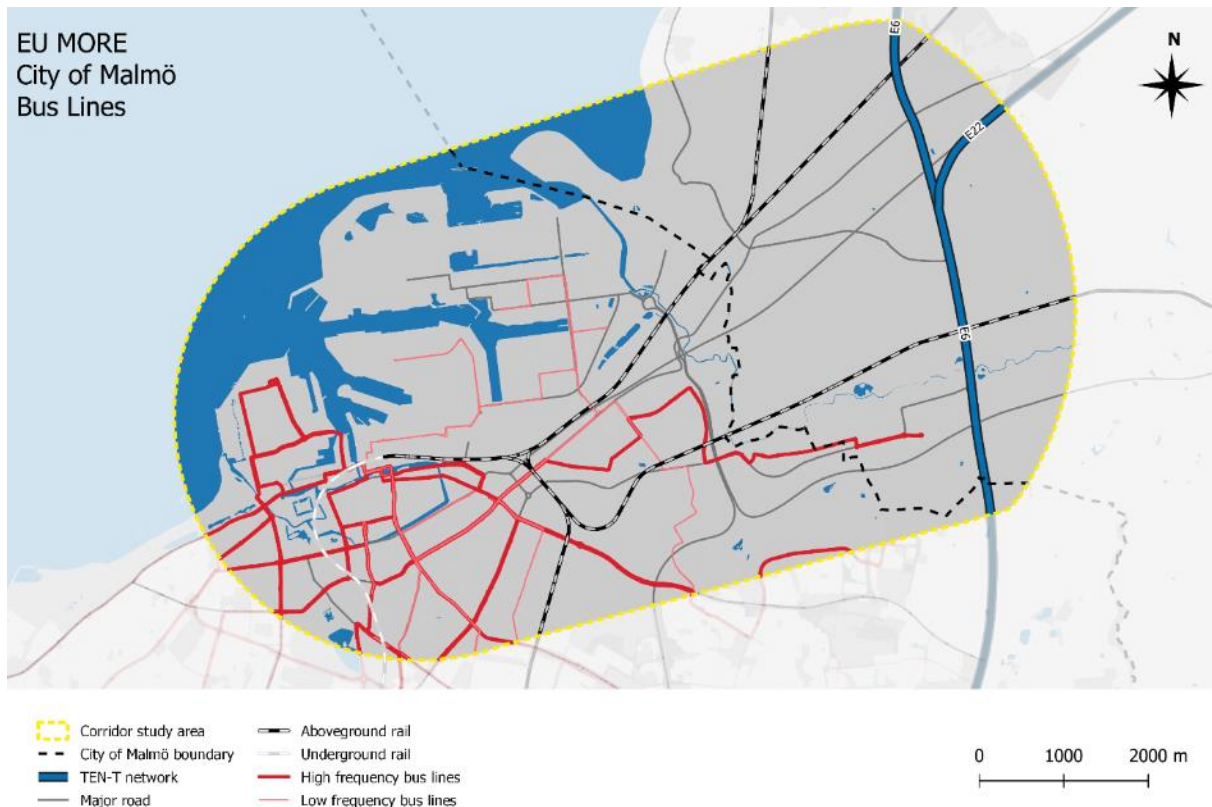 EU MORE
City of Malmö
Bus Lines
E6
N
E22
E6
Corridor study area
City of Malmö boundary
TEN-T network
Major road
Aboveground rail
Underground rail
High frequency bus lines
Low frequency bus lines
0 1000 2000 m